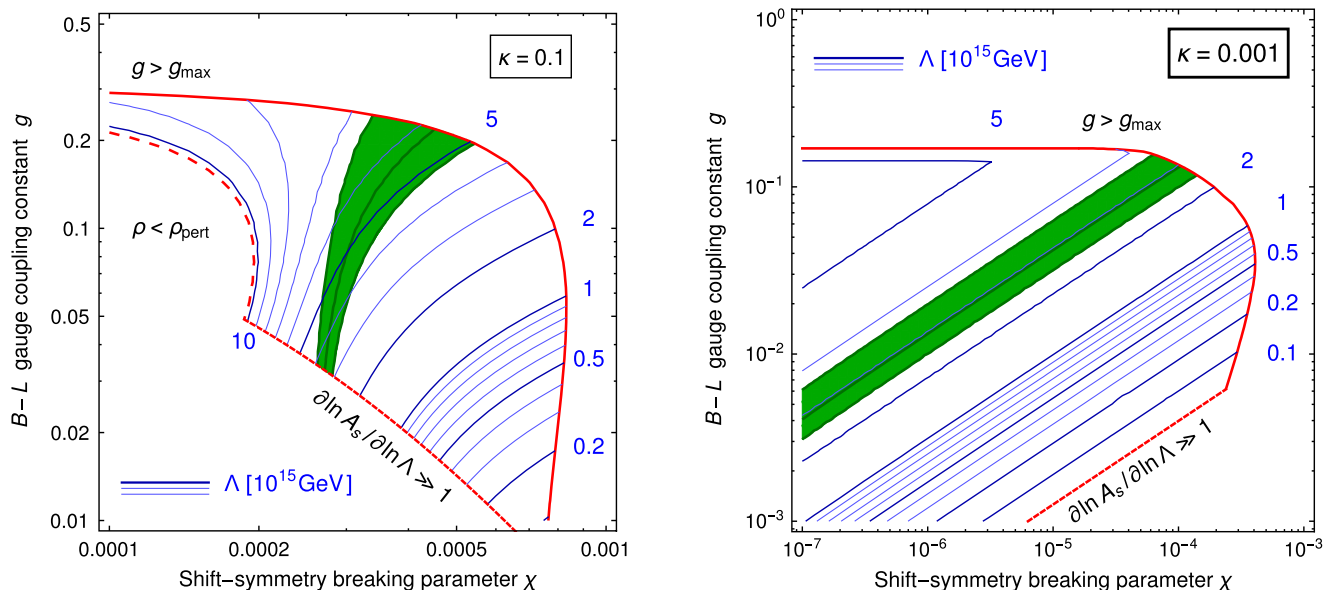 B−L gauge coupling constant g
0.5
0.2
0.1
0.05
0.02
0.01
g > g_max
κ = 0.1
ρ < ρ_pert
5
2
1
0.5
0.2
10
∂ln A_s/∂ln Λ ≫ 1
Λ [10^15 GeV]
0.0001
0.0002
0.0005
0.001
Shift−symmetry breaking parameter χ
B−L gauge coupling constant g
10^0
10^−1
10^−2
10^−3
Λ [10^15 GeV]
κ = 0.001
5
g > g_max
2
1
0.5
0.2
0.1
∂ln A_s/∂ln Λ ≫ 1
10^−7
10^−6
10^−5
10^−4
10^−3
Shift−symmetry breaking parameter χ